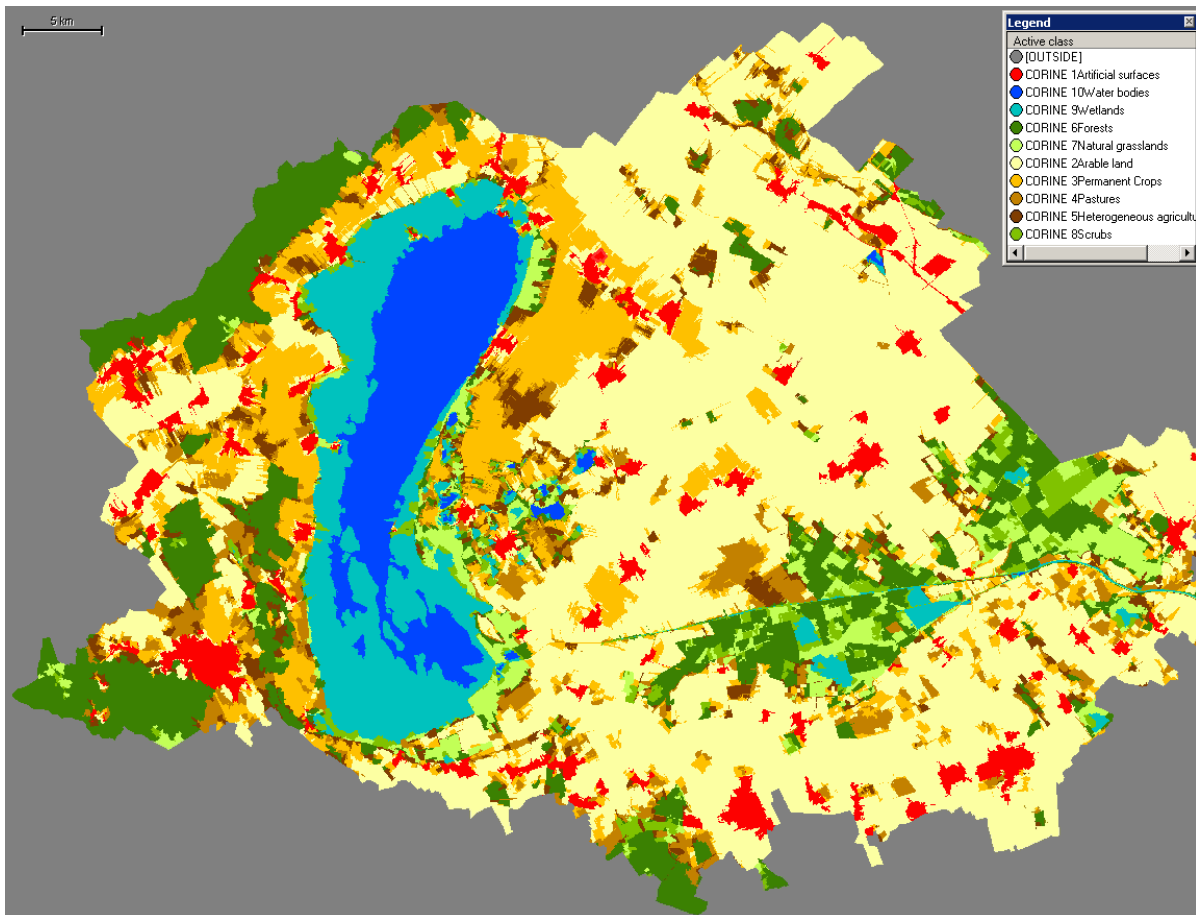 5 km
Legend
Active class
[OUTSIDE]
CORINE 1Artificial surfaces
CORINE 10Water bodies
CORINE 9Wetlands
CORINE 6Forests
CORINE 7Natural grasslands
CORINE 2Arable land
CORINE 3Permanent Crops
CORINE 4Pastures
CORINE 5Heterogeneous agricultu
CORINE 8Scrubs